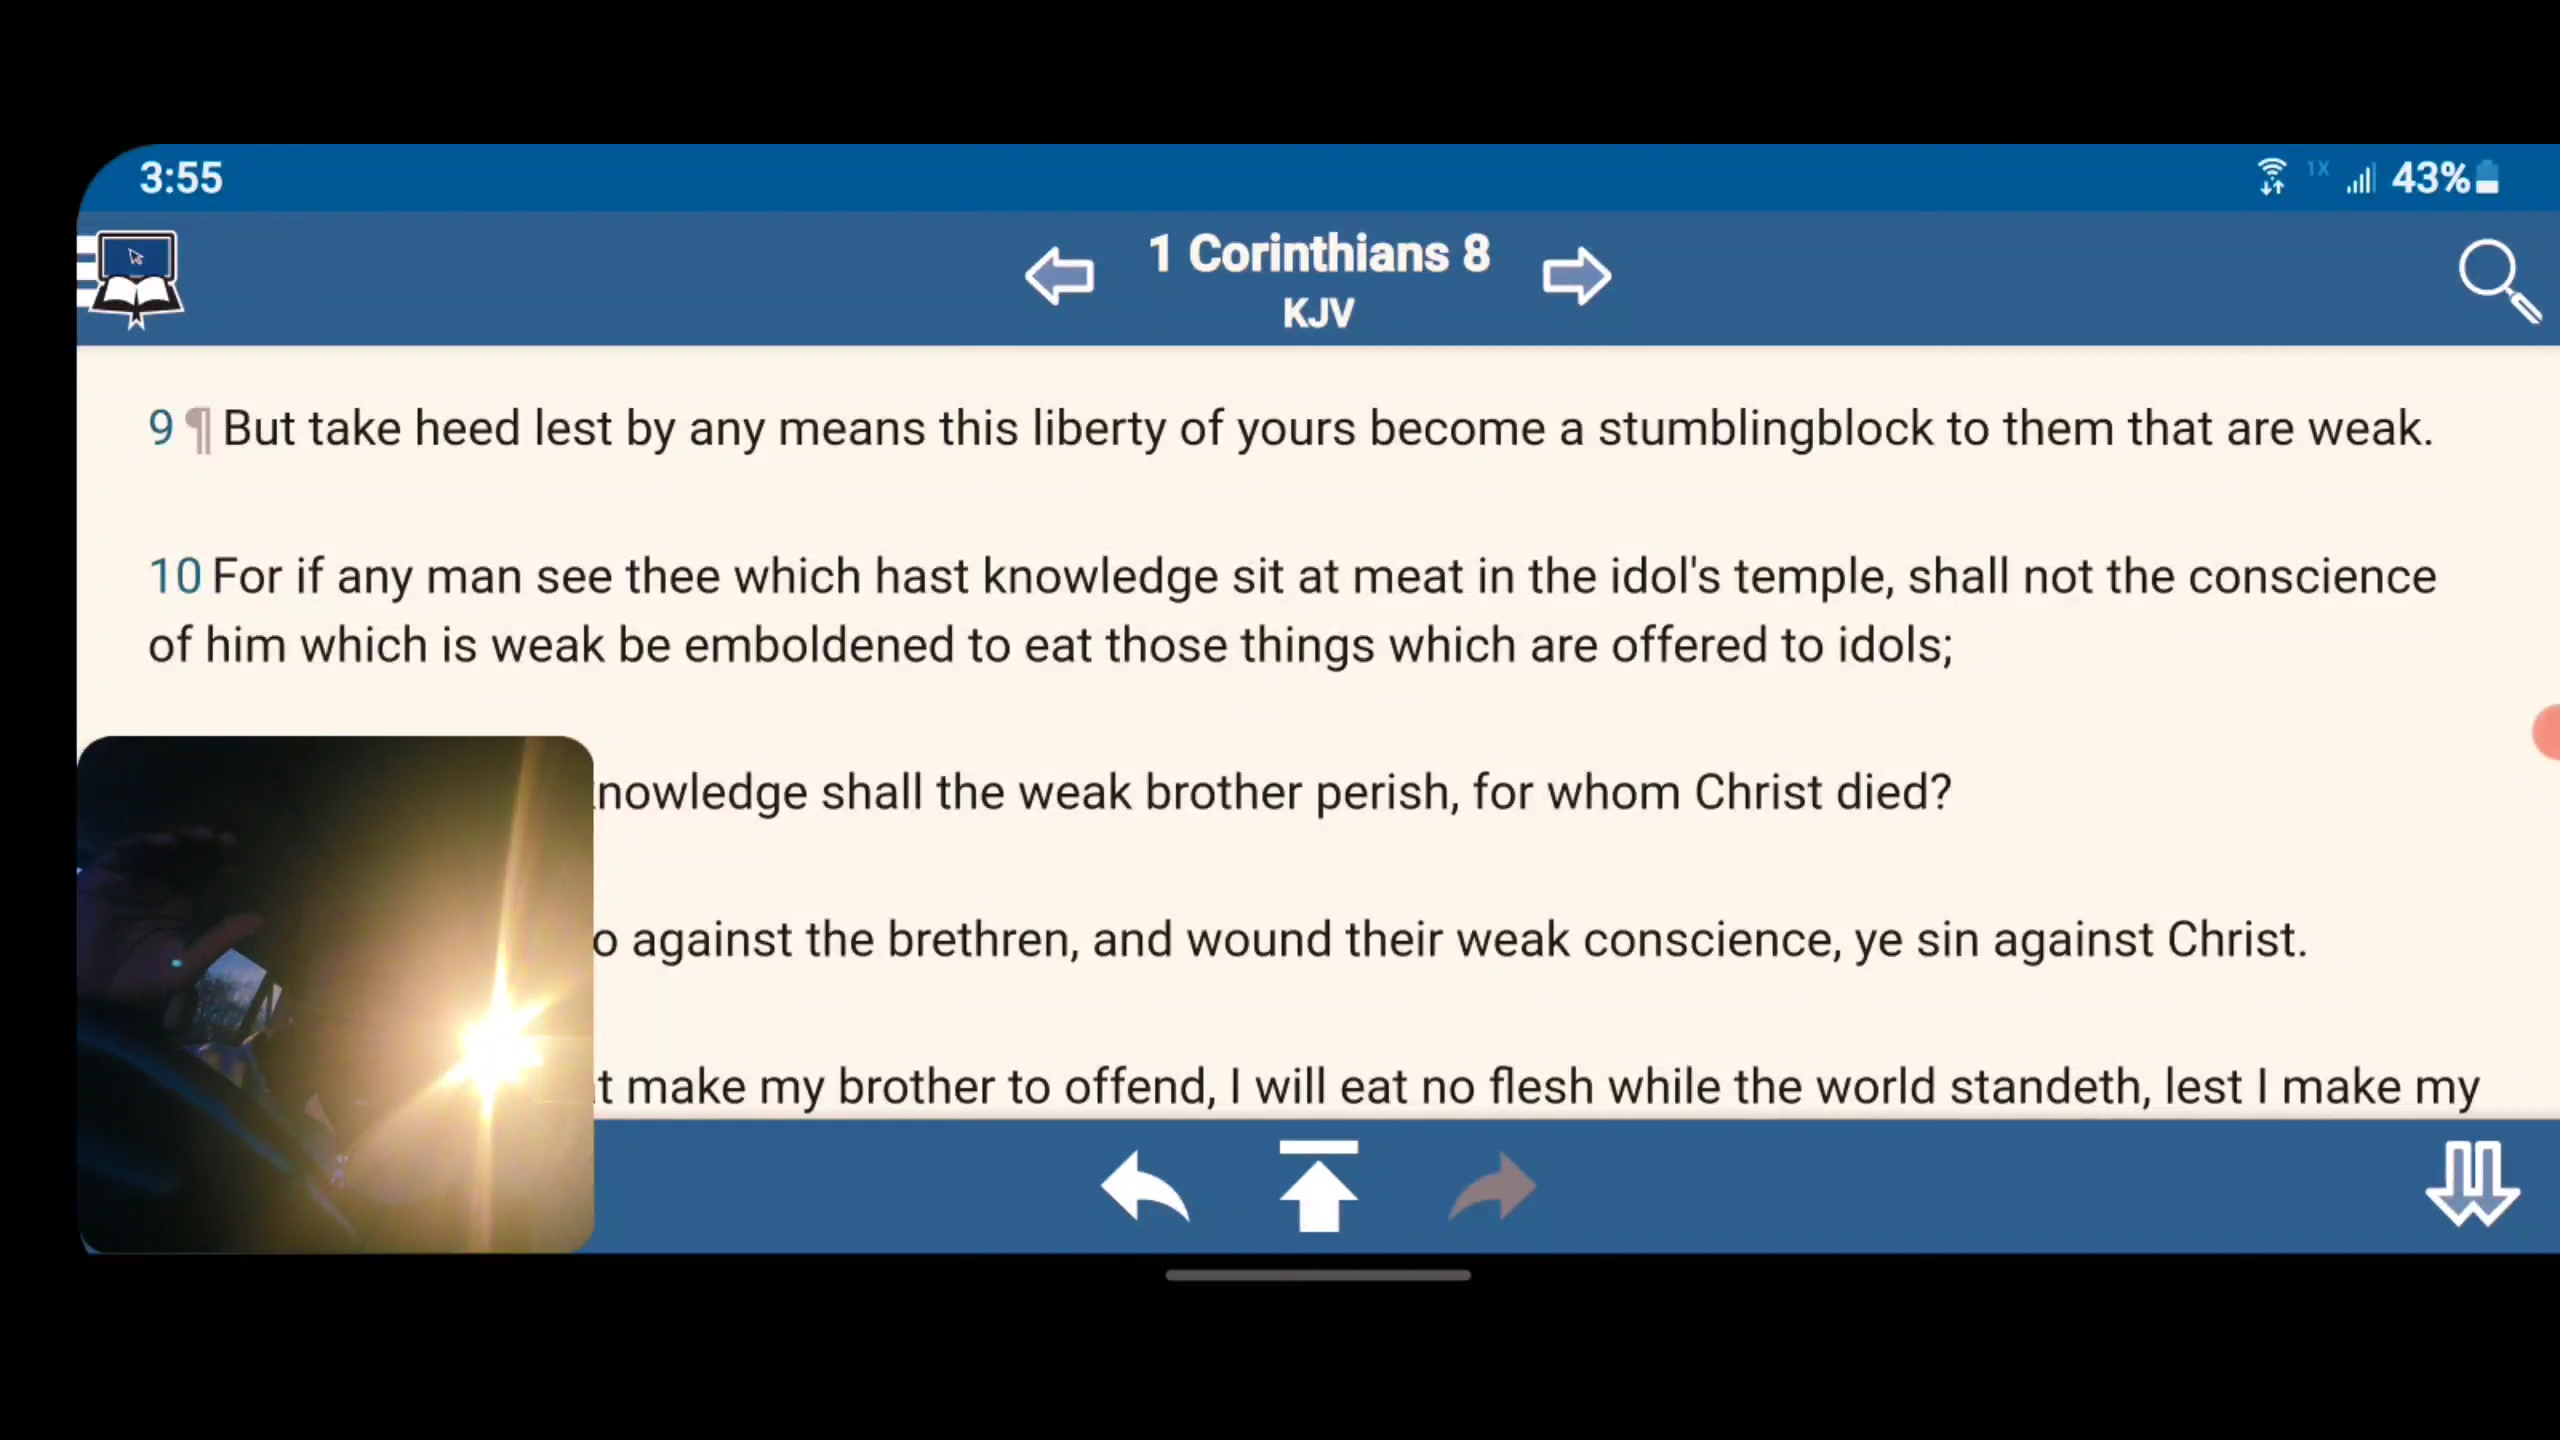 3:55
1X
43%
1 Corinthians 8
KJV
9 ¶ But take heed lest by any means this liberty of yours become a stumblingblock to them that are weak.
10 For if any man see thee which hast knowledge sit at meat in the idol's temple, shall not the conscience
of him which is weak be emboldened to eat those things which are offered to idols;
nowledge shall the weak brother perish, for whom Christ died?
o against the brethren, and wound their weak conscience, ye sin against Christ.
t make my brother to offend, I will eat no flesh while the world standeth, lest I make my